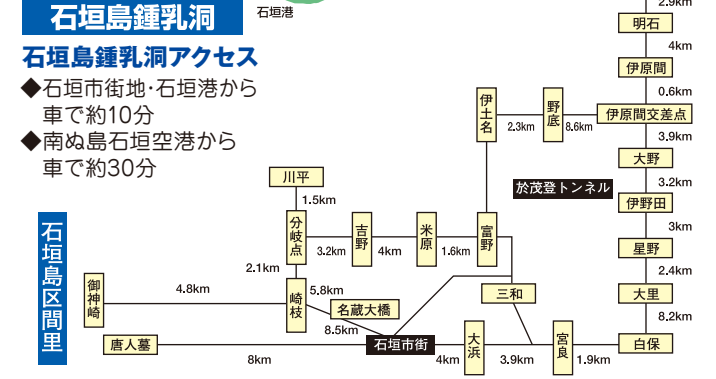 石垣島鍾乳洞
石垣港
石垣島鍾乳洞アクセス
◆石垣市街地・石垣港から
車で約10分
◆南ぬ島石垣空港から
車で約30分
石垣島区間里
2.9km
明石
4km
伊原間
0.6km
伊原間交差点
8.6km
野底
2.3km
伊土名
3.9km
大野
3.2km
伊野田
於茂登トンネル
3km
星野
2.4km
大里
8.2km
白保
川平
1.5km
分岐点
3.2km
吉野
4km
米原
1.6km
富野
2.1km
崎枝
4.8km
御神崎
5.8km
名蔵大橋
8.5km
三和
唐人墓
8km
石垣市街
4km
大浜
3.9km
宮良
1.9km